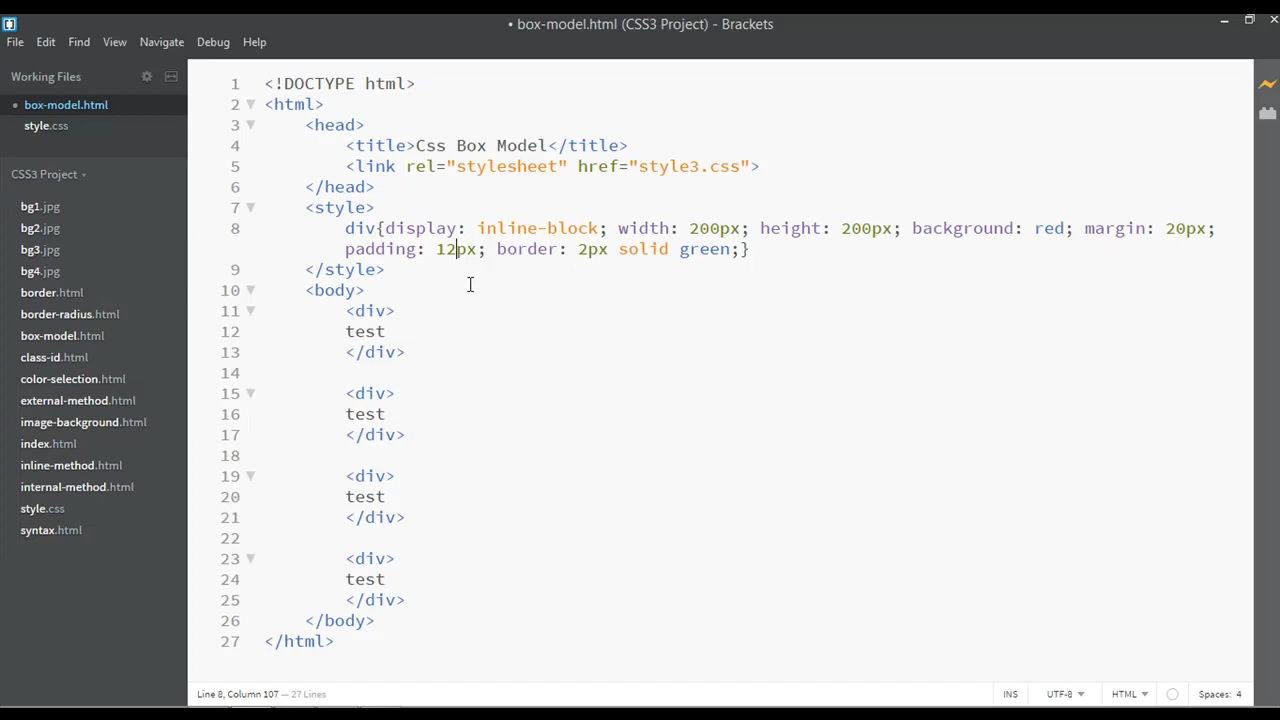 • box-model.html (CSS3 Project) - Brackets
File Edit Find View Navigate Debug Help
Working Files
• box-model.html
style.css
CSS3 Project
bg1.jpg
bg2.jpg
bg3.jpg
bg4.jpg
border.html
border-radius.html
box-model.html
class-id.html
color-selection.html
external-method.html
image-background.html
index.html
inline-method.html
internal-method.html
style.css
syntax.html
1 <!DOCTYPE html>
2 <html>
3 <head>
4 <title>Css Box Model</title>
5 <link rel="stylesheet" href="style3.css">
6 </head>
7 <style>
8 div{display: inline-block; width: 200px; height: 200px; background: red; margin: 20px;
padding: 12px; border: 2px solid green;}
9 </style>
10 <body>
11 <div>
12 test
13 </div>
14
15 <div>
16 test
17 </div>
18
19 <div>
20 test
21 </div>
22
23 <div>
24 test
25 </div>
26 </body>
27 </html>
Line 8, Column 107 — 27 Lines
INS UTF-8 HTML Spaces: 4